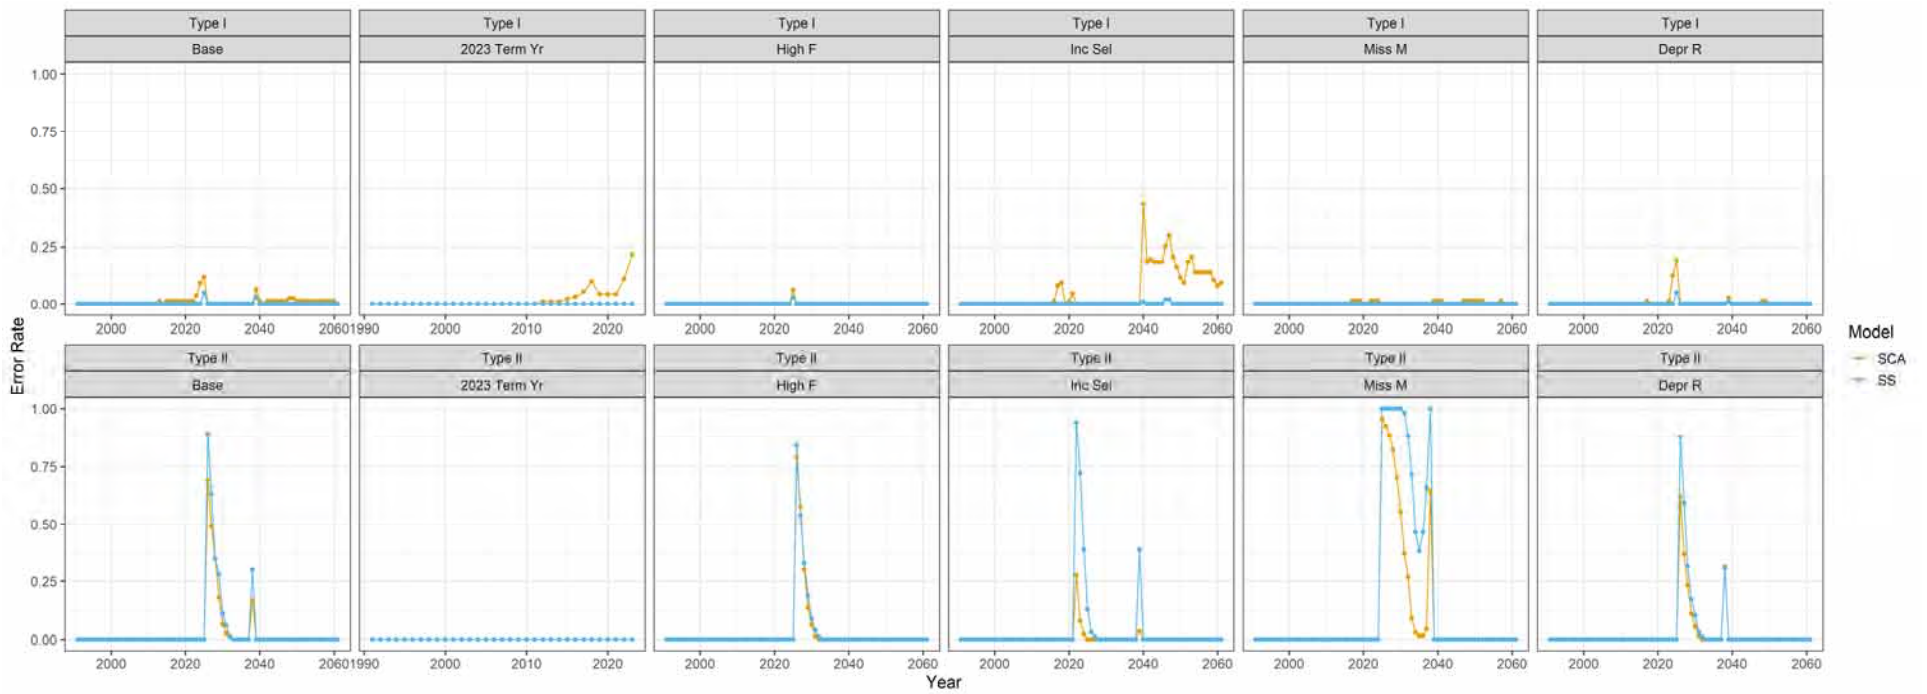 Type I Type I Type I Type I Type I Type I
Base 2023 Term Yr High F Inc Sel Miss M Depr R
1.00
0.75
0.50
0.25
0.00
2000 2020 2040 2060 1990 2000 2010 2020 2000 2020 2040 2060 2000 2020 2040 2060 2000 2020 2040 2060 2000 2020 2040 2060
Error Rate
Type II Type II Type II Type II Type II Type II
Base 2023 Term Yr High F Inc Sel Miss M Depr R
1.00
0.75
0.50
0.25
0.00
2000 2020 2040 2060 1990 2000 2010 2020 2000 2020 2040 2060 2000 2020 2040 2060 2000 2020 2040 2060 2000 2020 2040 2060
Year
Model
SCA
SS